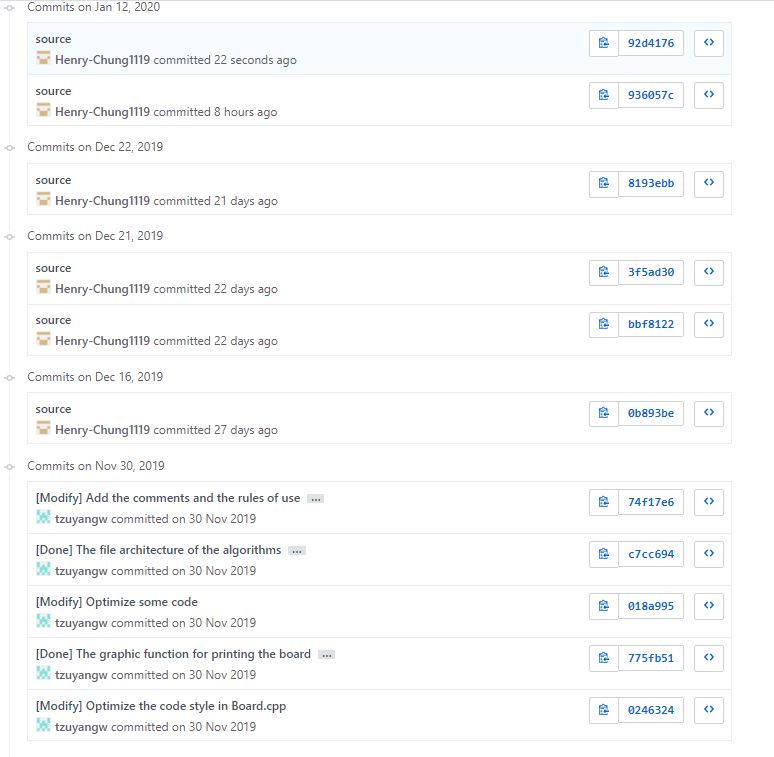 Commits on Jan 12, 2020
source
92d4176
Henry-Chung1119 committed 22 seconds ago
source
936057c
Henry-Chung1119 committed 8 hours ago
Commits on Dec 22, 2019
source
8193ebb
Henry-Chung1119 committed 21 days ago
Commits on Dec 21, 2019
source
3f5ad30
Henry-Chung1119 committed 22 days ago
source
bbf8122
Henry-Chung1119 committed 22 days ago
Commits on Dec 16, 2019
source
0b893be
Henry-Chung1119 committed 27 days ago
Commits on Nov 30, 2019
[Modify] Add the comments and the rules of use ...
74f17e6
tzuyangw committed on 30 Nov 2019
[Done] The file architecture of the algorithms ...
c7cc694
tzuyangw committed on 30 Nov 2019
[Modify] Optimize some code
018a995
tzuyangw committed on 30 Nov 2019
[Done] The graphic function for printing the board ...
775fb51
tzuyangw committed on 30 Nov 2019
[Modify] Optimize the code style in Board.cpp
0246324
tzuyangw committed on 30 Nov 2019